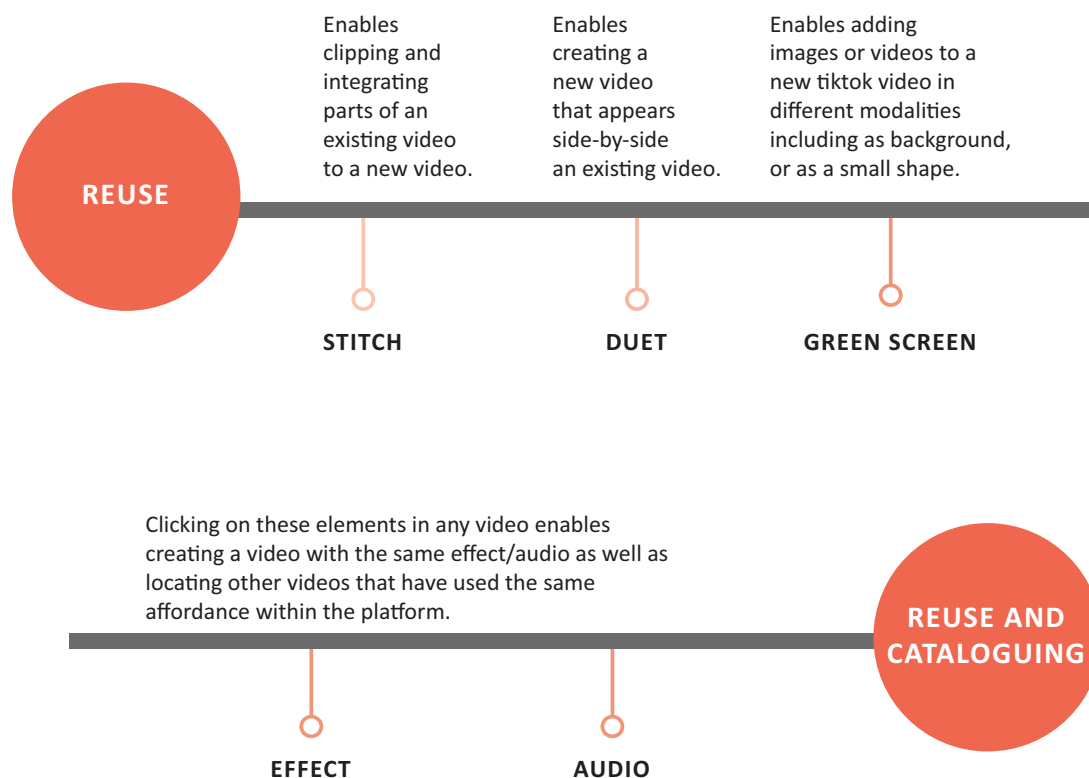 REUSE
Enables
clipping and
integrating
parts of an
existing video
to a new video.
STITCH
Enables
creating a
new video
that appears
side-by-side
an existing video.
DUET
Enables adding
images or videos to a
new tiktok video in
different modalities
including as background,
or as a small shape.
GREEN SCREEN
Clicking on these elements in any video enables
creating a video with the same effect/audio as well as
locating other videos that have used the same
affordance within the platform.
REUSE AND
CATALOGUING
EFFECT
AUDIO